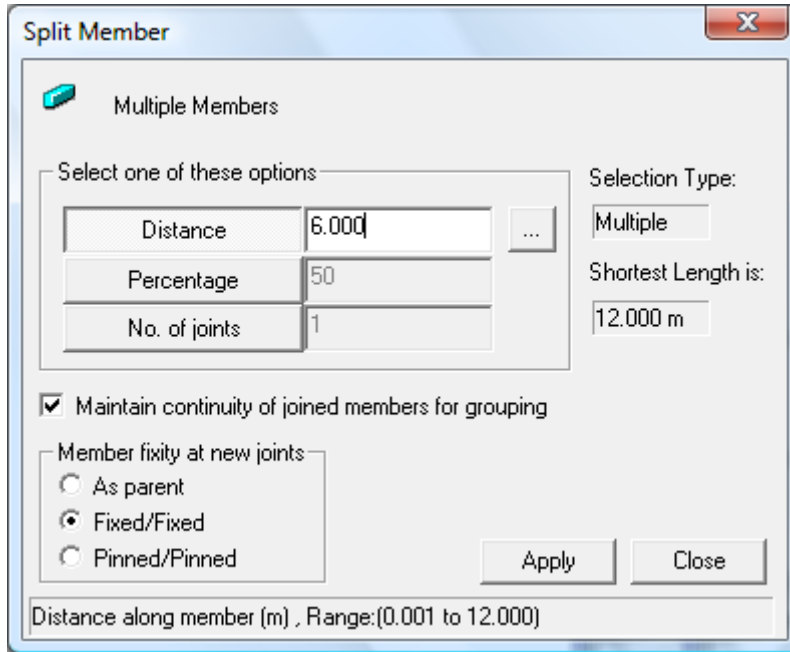 Split Member
Multiple Members
Select one of these options
Distance 6.000 ...
Percentage 50
No. of joints 1
Selection Type:
Multiple
Shortest Length is:
12.000 m
Maintain continuity of joined members for grouping
Member fixity at new joints
As parent
Fixed/Fixed
Pinned/Pinned
Apply Close
Distance along member (m) , Range:(0.001 to 12.000)